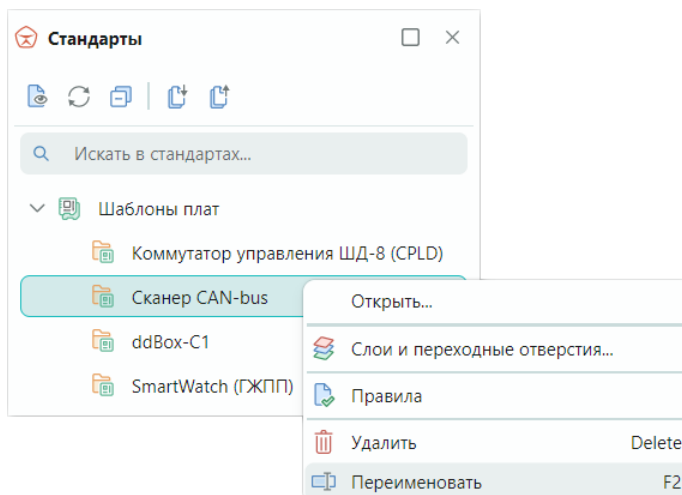 Стандарты
Искать в стандартах...
Шаблоны плат
Коммутатор управления ШД-8 (CPLD)
Сканер CAN-bus
ddBox-C1
SmartWatch (ГЖПП)
Открыть...
Слои и переходные отверстия...
Правила
Удалить Delete
Переименовать F2